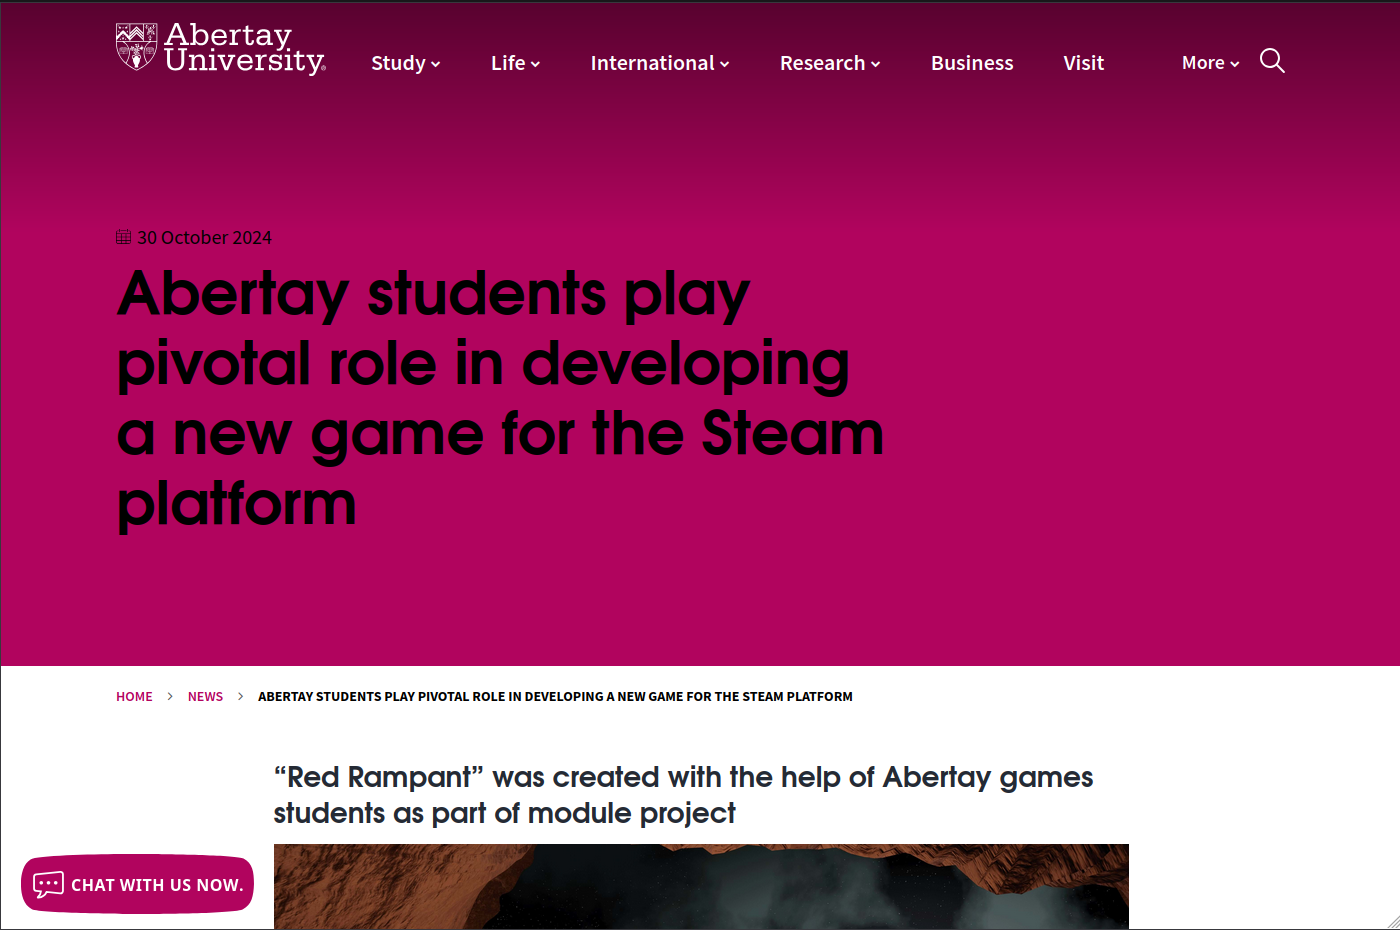 Abertay
University®
Study
Life
International
Research
Business
Visit
More
30 October 2024
Abertay students play
pivotal role in developing
a new game for the Steam
platform
HOME > NEWS > ABERTAY STUDENTS PLAY PIVOTAL ROLE IN DEVELOPING A NEW GAME FOR THE STEAM PLATFORM
“Red Rampant” was created with the help of Abertay games
students as part of module project
CHAT WITH US NOW.